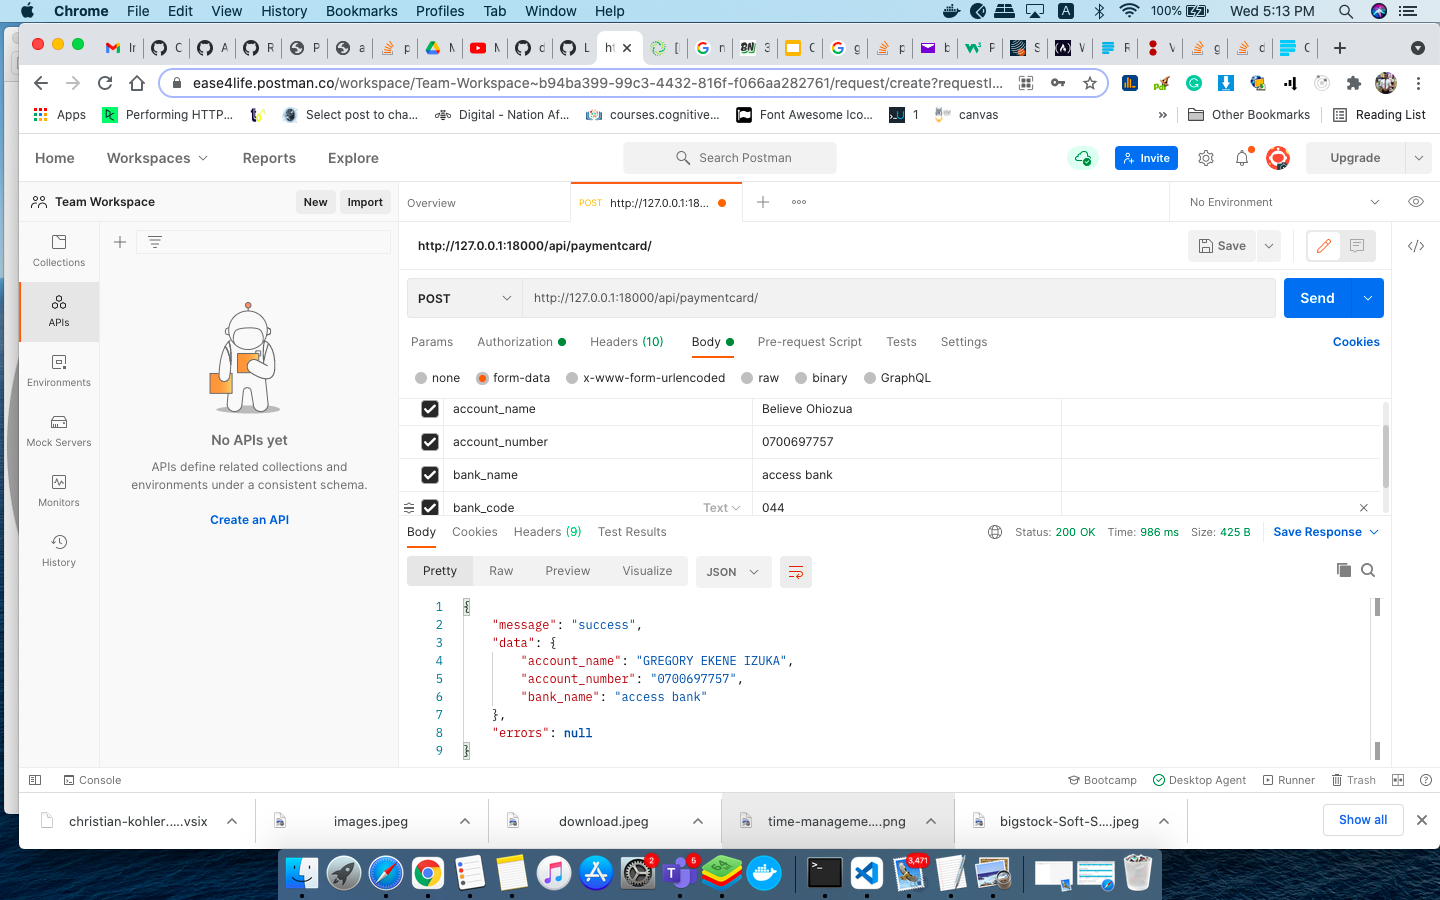 Chrome File Edit View History Bookmarks Profiles Tab Window Help 100% Wed 5:13 PM
ease4life.postman.co/workspace/Team-Workspace~b94ba399-99c3-4432-816f-f066aa282761/request/create?requestI...
Apps Performing HTTP... Select post to cha... Digital - Nation Af... courses.cognitive... Font Awesome Ico... 1 canvas » Other Bookmarks Reading List
Home Workspaces Reports Explore Search Postman Invite Upgrade
Team Workspace New Import Overview POST http://127.0.0.1:18... No Environment
Collections
http://127.0.0.1:18000/api/paymentcard/ Save
APIs
POST http://127.0.0.1:18000/api/paymentcard/ Send
Params Authorization Headers (10) Body Pre-request Script Tests Settings Cookies
Environments
none form-data x-www-form-urlencoded raw binary GraphQL
account_name Believe Ohiozua
Mock Servers
No APIs yet
account_number 0700697757
APIs define related collections and
environments under a consistent schema.
bank_name access bank
Monitors
Create an API
bank_code Text 044
History
Body Cookies Headers (9) Test Results Status: 200 OK Time: 986 ms Size: 425 B Save Response
Pretty Raw Preview Visualize JSON
1 {
2 "message": "success",
3 "data": {
4 "account_name": "GREGORY EKENE IZUKA",
5 "account_number": "0700697757",
6 "bank_name": "access bank"
7 },
8 "errors": null
9 }
Console Bootcamp Desktop Agent Runner Trash
christian-kohler.....vsix images.jpeg download.jpeg time-manageme....png bigstock-Soft-S....jpeg Show all
2 5 3,471